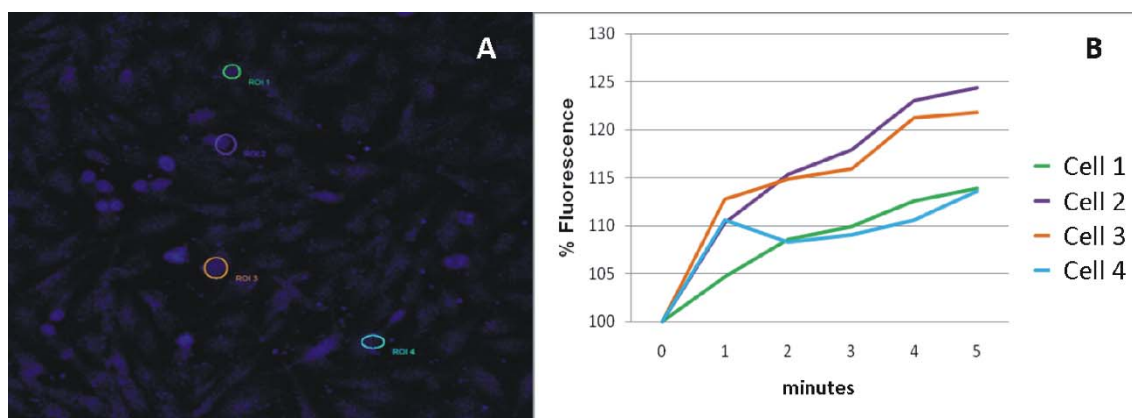 A
ROI 1
ROI 2
ROI 3
ROI 4
B
% Fluorescence
130
125
120
115
110
105
100
0 1 2 3 4 5
minutes
Cell 1
Cell 2
Cell 3
Cell 4